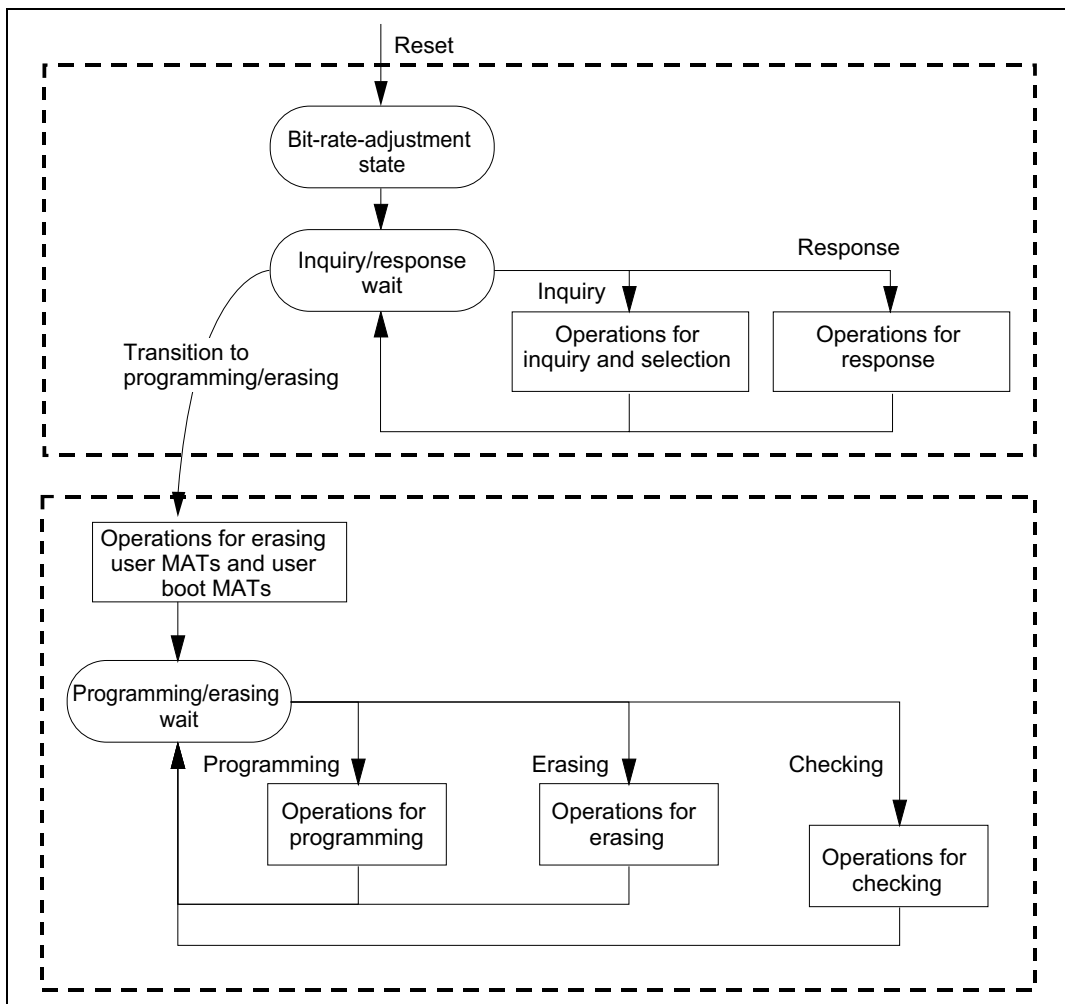 Reset
Bit-rate-adjustment
state
Inquiry/response
wait
Response
Inquiry
Operations for
inquiry and selection
Operations for
response
Transition to
programming/erasing
Operations for erasing
user MATs and user
boot MATs
Programming/erasing
wait
Programming
Erasing
Checking
Operations for
programming
Operations for
erasing
Operations for
checking